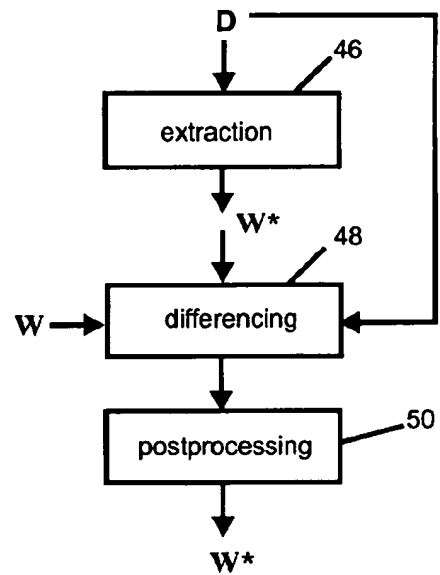 D
46
extraction
W*
48
W
differencing
50
postprocessing
W*